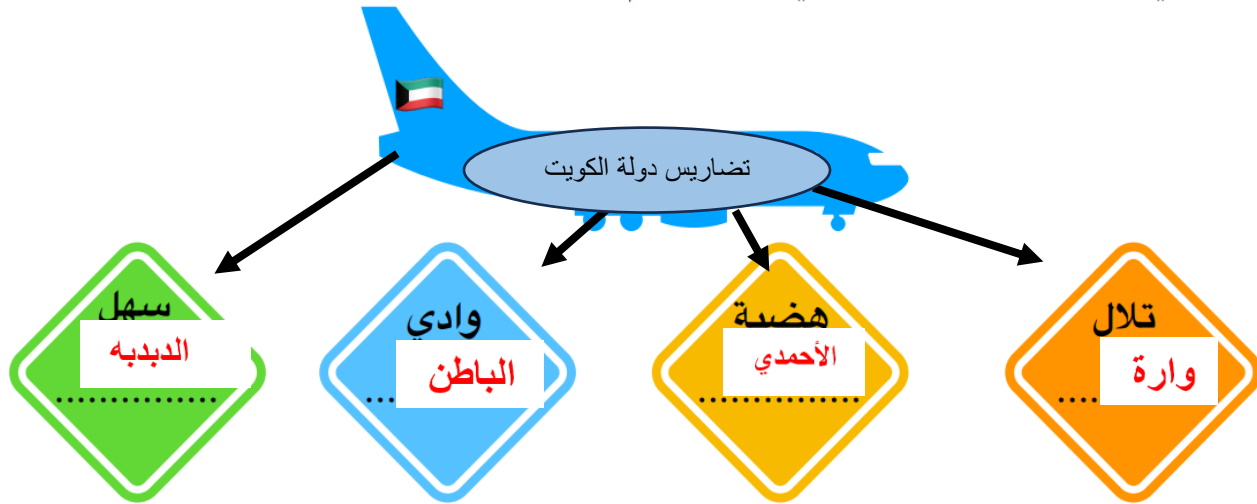 تضاريس دولة الكويت
تلال
وارة
....
هضبة
الأحمدي
...............
وادي
الباطن
...
سهل
الدبدبه
...............